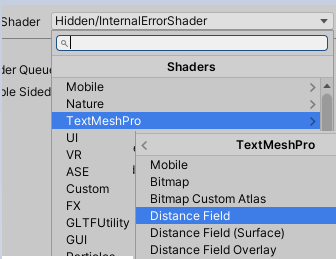 Shader
Hidden/InternalErrorShader
Shaders
der Queue
ble Sided
Mobile
Nature
TextMeshPro
UI
VR
ASE
Custom
FX
GLTFUtility
GUI
Particles
TextMeshPro
Mobile
Bitmap
Bitmap Custom Atlas
Distance Field
Distance Field (Surface)
Distance Field Overlay